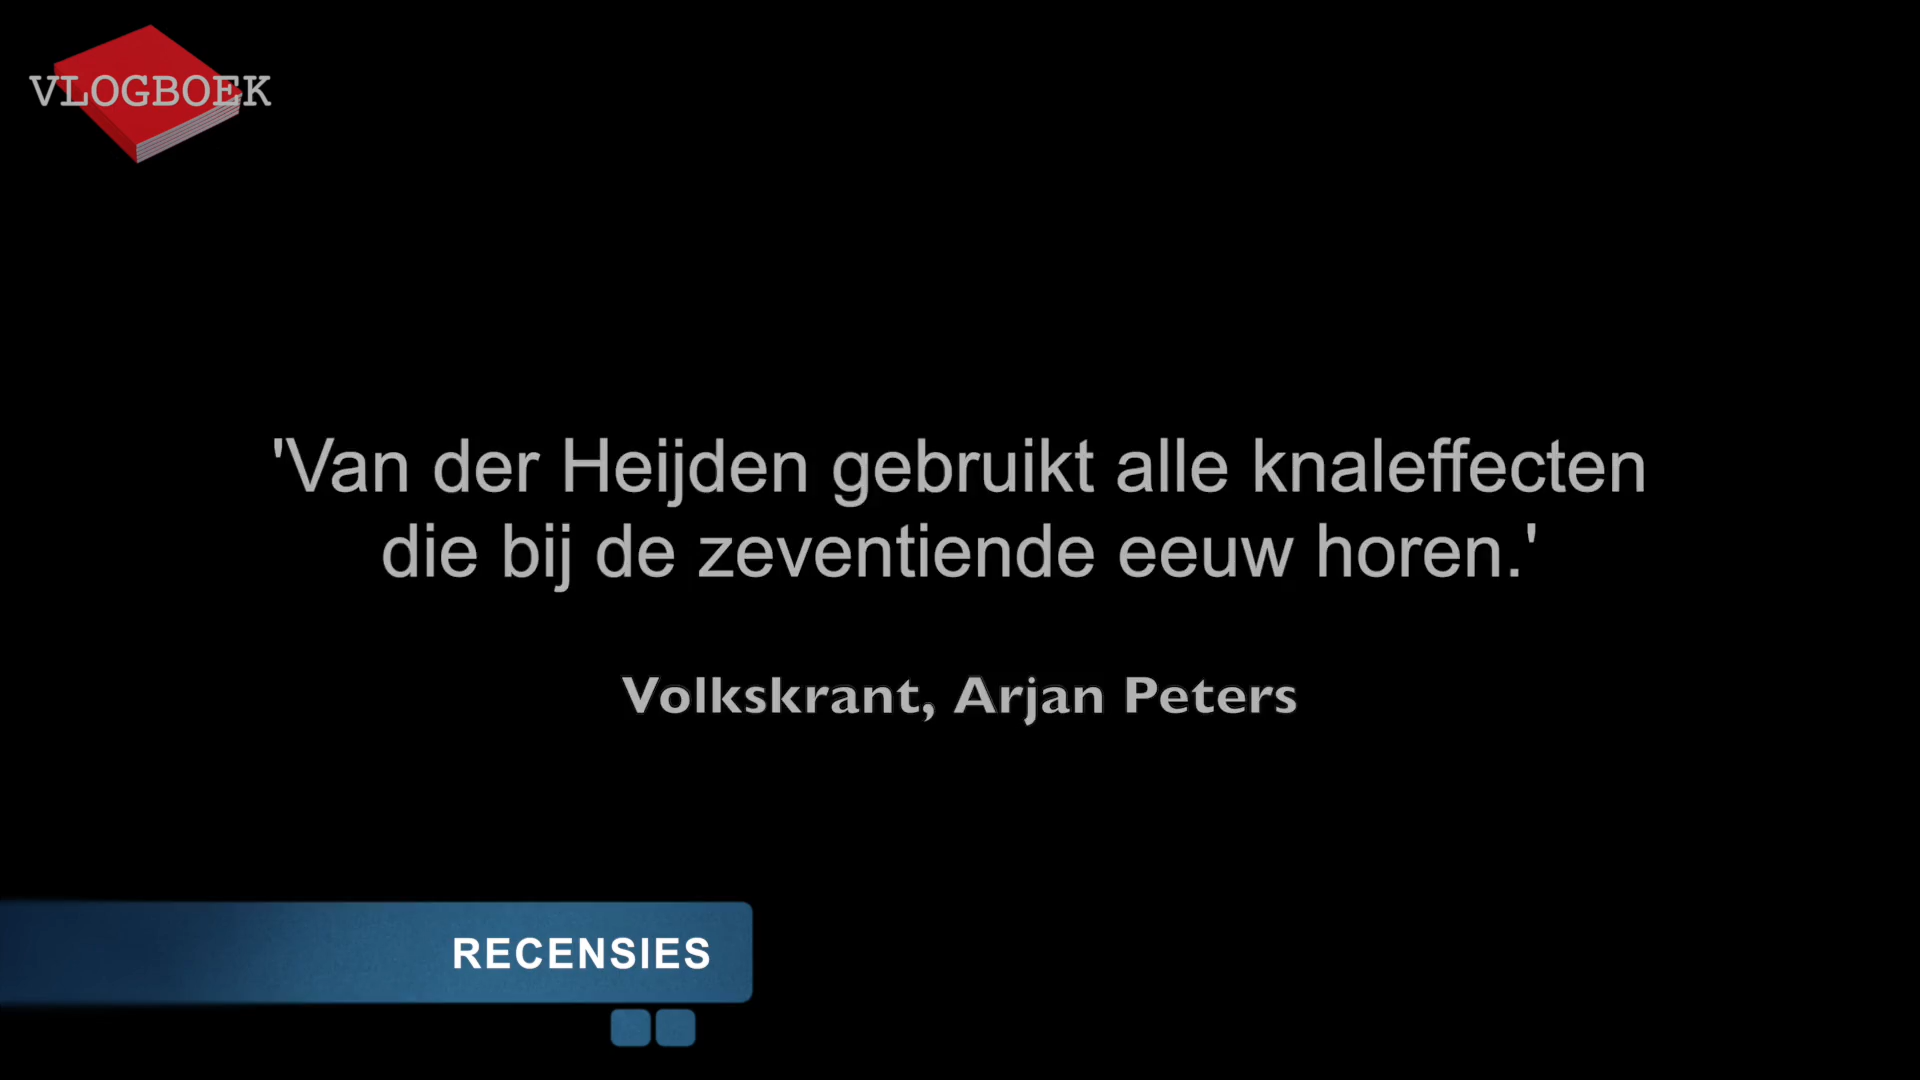 VLOGBOEK
'Van der Heijden gebruikt alle knaleffecten
die bij de zeventiende eeuw horen.'
Volkskrant, Arjan Peters
RECENSIES